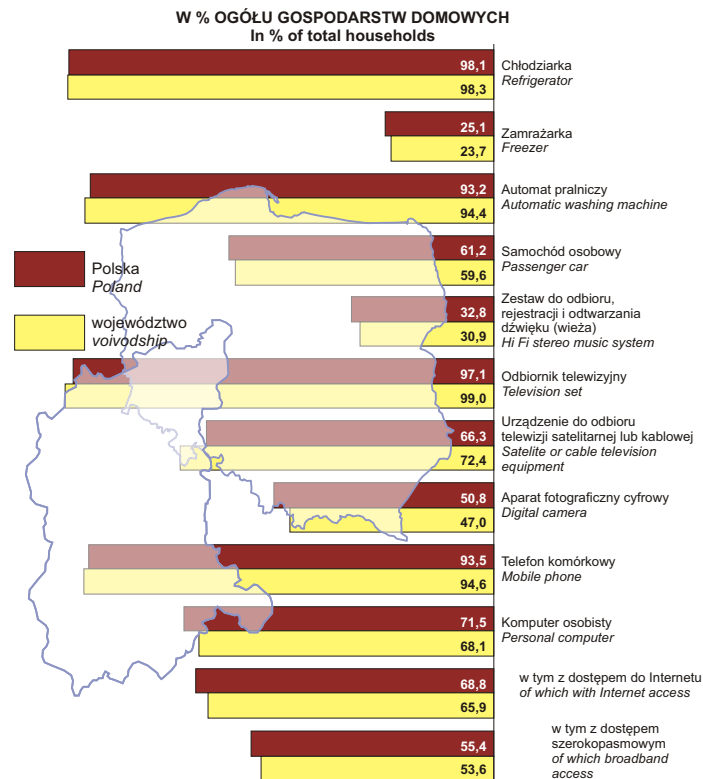 W % OGÓŁU GOSPODARSTW DOMOWYCH
In % of total households
98,1
98,3
Chłodziarka
Refrigerator
25,1
23,7
Zamrażarka
Freezer
93,2
94,4
Automat pralniczy
Automatic washing machine
61,2
59,6
Samochód osobowy
Passenger car
Polska
Poland
województwo
voivodship
32,8
30,9
Zestaw do odbioru,
rejestracji i odtwarzania
dźwięku (wieża)
Hi Fi stereo music system
97,1
99,0
Odbiornik telewizyjny
Television set
66,3
72,4
Urządzenie do odbioru
telewizji satelitarnej lub kablowej
Satelite or cable television
equipment
50,8
47,0
Aparat fotograficzny cyfrowy
Digital camera
93,5
94,6
Telefon komórkowy
Mobile phone
71,5
68,1
Komputer osobisty
Personal computer
68,8
65,9
w tym z dostępem do Internetu
of which with Internet access
55,4
53,6
w tym z dostępem
szerokopasmowym
of which broadband
access